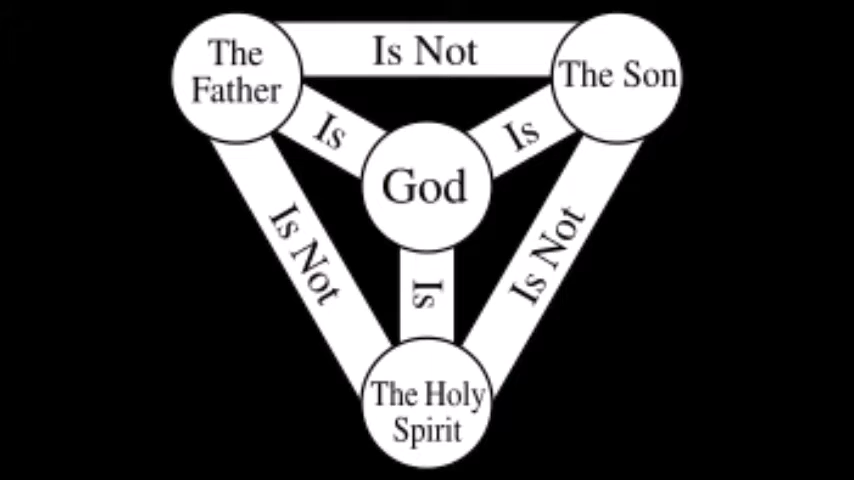 The
Father
Is Not
The Son
Is
Is
God
Is Not
Is Not
Is
The Holy
Spirit